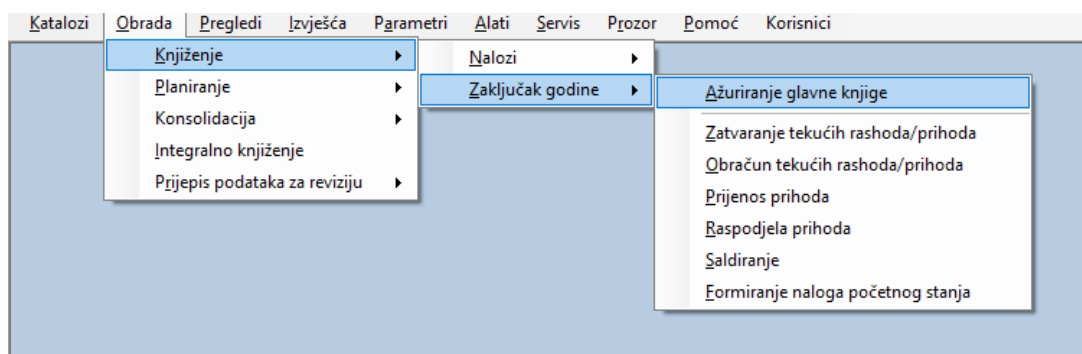 Katalozi Obrada Pregledi Izvješća Parametri Alati Servis Prozor Pomoć Korisnici
Knjiženje
Planiranje
Konsolidacija
Integralno knjiženje
Prijepis podataka za reviziju
Nalozi
Zaključak godine
Ažuriranje glavne knjige
Zatvaranje tekućih rashoda/prihoda
Obračun tekućih rashoda/prihoda
Prijenos prihoda
Raspodjela prihoda
Saldiranje
Formiranje naloga početnog stanja